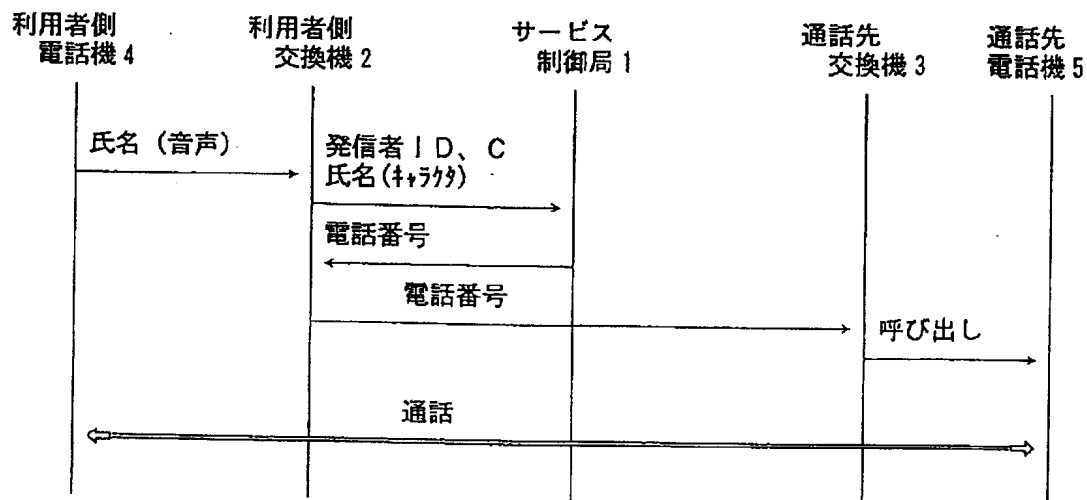 利用者側
電話機4
利用者側
交換機2
サービス
制御局1
通話先
交換機3
通話先
電話機5
氏名(音声)
発信者ID、C
氏名(ｷｬﾗｸﾀ)
電話番号
電話番号
呼び出し
通話